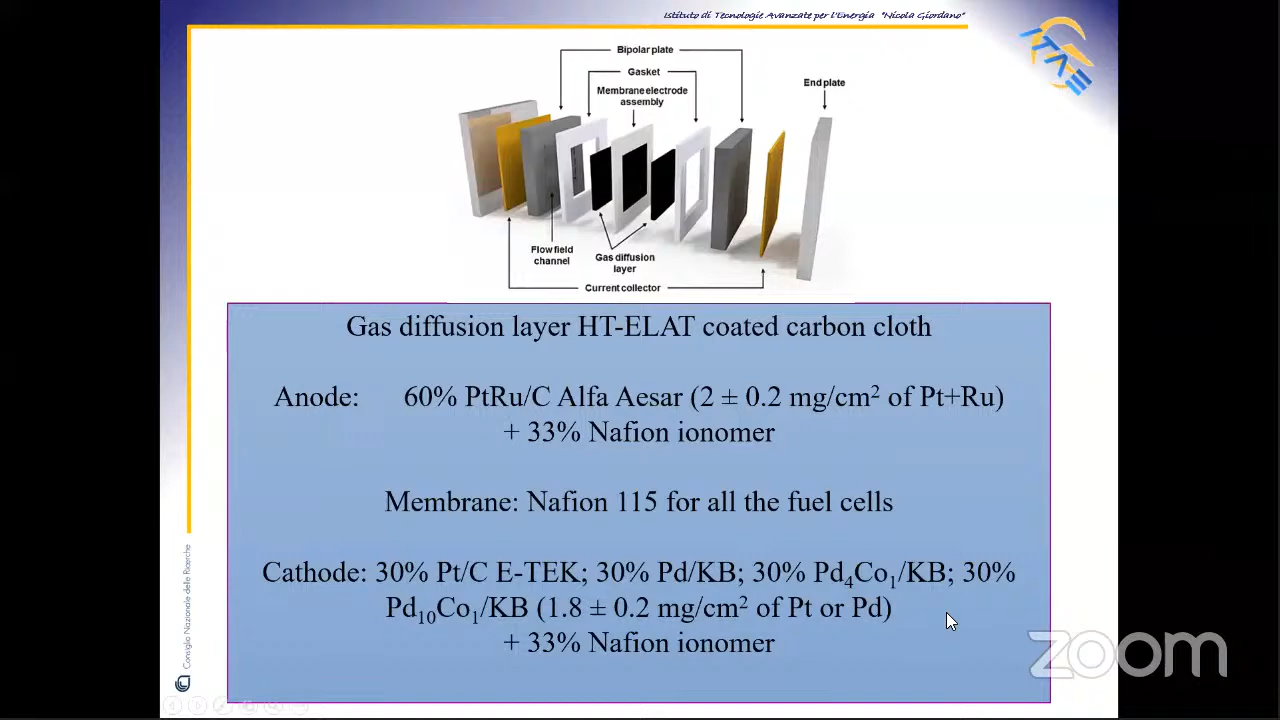 Istituto di Tecnologie Avanzate per l'Energia "Nicola Giordano"
ITAE
Bipolar plate
Gasket
Membrane electrode
assembly
End plate
Flow field
channel
Gas diffusion
layer
Current collector
Gas diffusion layer HT-ELAT coated carbon cloth
Anode: 60% PtRu/C Alfa Aesar (2 ± 0.2 mg/cm² of Pt+Ru)
+ 33% Nafion ionomer
Membrane: Nafion 115 for all the fuel cells
Cathode: 30% Pt/C E-TEK; 30% Pd/KB; 30% Pd₄Co₁/KB; 30%
Pd₁₀Co₁/KB (1.8 ± 0.2 mg/cm² of Pt or Pd)
+ 33% Nafion ionomer
Consiglio Nazionale delle Ricerche
zoom